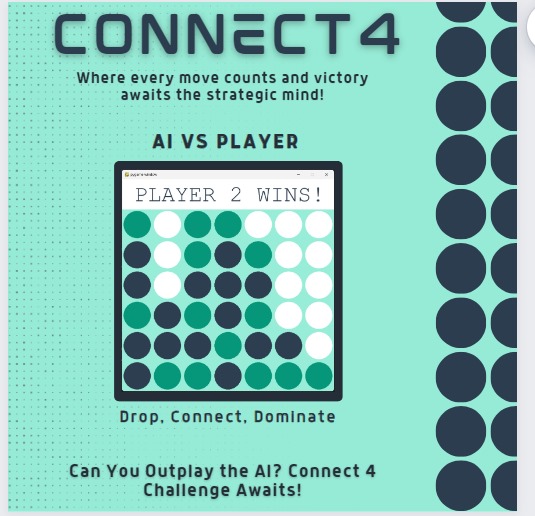 CONNECT4
Where every move counts and victory
awaits the strategic mind!
AI VS PLAYER
pygame window
PLAYER 2 WINS!
Drop, Connect, Dominate
Can You Outplay the AI? Connect 4
Challenge Awaits!